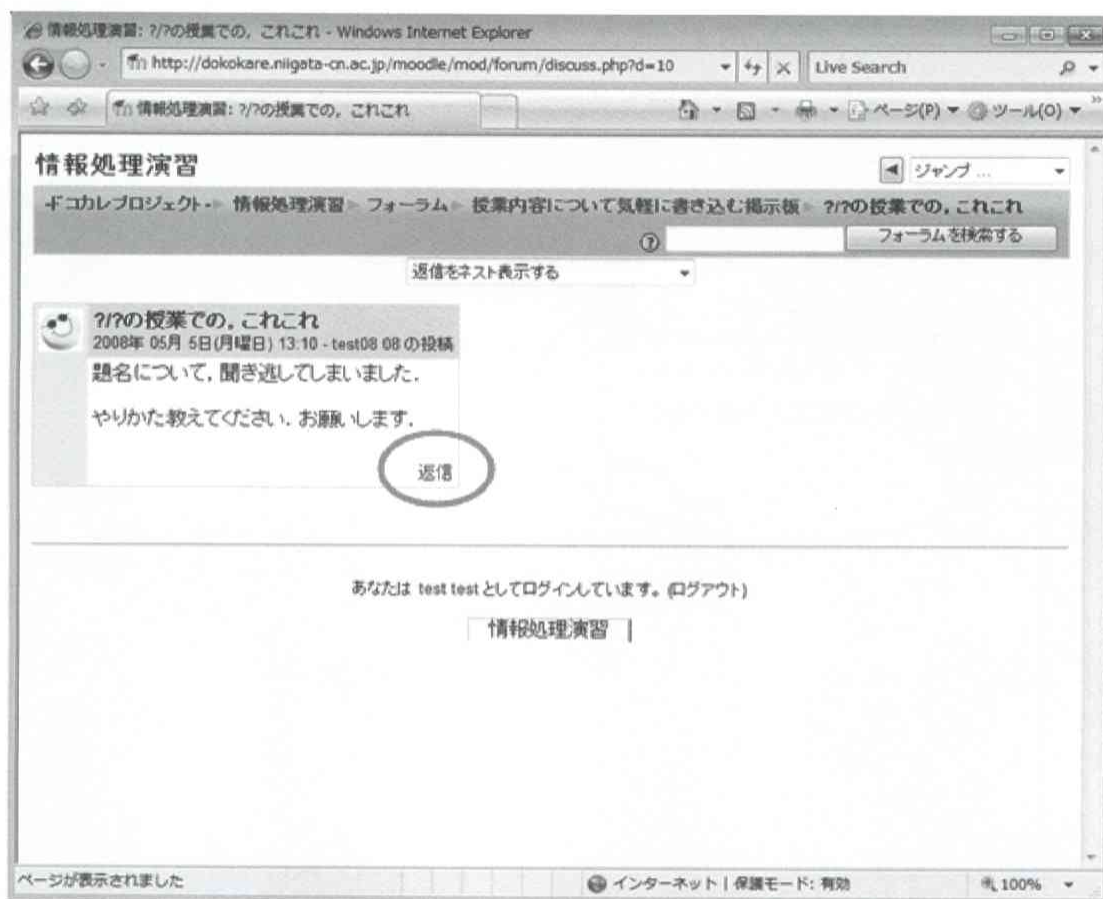 情報処理演習: ?/?の授業での，これこれ - Windows Internet Explorer
http://dokokare.niigata-cn.ac.jp/moodle/mod/forum/discuss.php?d=10
Live Search
情報処理演習: ?/?の授業での，これこれ
ページ(P)
ツール(O)
情報処理演習
ジャンプ ...
ドコカレプロジェクト ► 情報処理演習 ► フォーラム ► 授業内容について気軽に書き込む掲示板 ► ?/?の授業での，これこれ
フォーラムを検索する
返信をネスト表示する
?/?の授業での，これこれ
2008年 05月 5日(月曜日) 13:10 - test08 08 の投稿
題名について，聞き逃してしまいました．
やりかた教えてください．お願いします．
返信
あなたは test test としてログインしています。(ログアウト)
情報処理演習
ページが表示されました
インターネット | 保護モード: 有効
100%